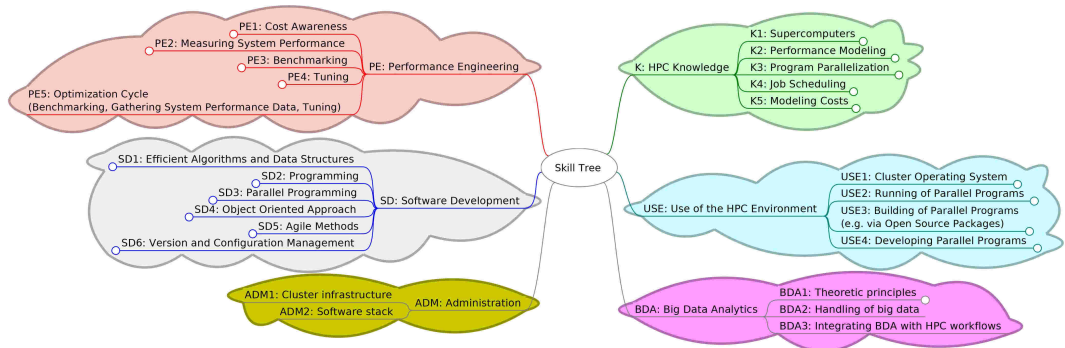 Skill Tree
PE: Performance Engineering
PE1: Cost Awareness
PE2: Measuring System Performance
PE3: Benchmarking
PE4: Tuning
PE5: Optimization Cycle
(Benchmarking, Gathering System Performance Data, Tuning)
SD: Software Development
SD1: Efficient Algorithms and Data Structures
SD2: Programming
SD3: Parallel Programming
SD4: Object Oriented Approach
SD5: Agile Methods
SD6: Version and Configuration Management
ADM: Administration
ADM1: Cluster infrastructure
ADM2: Software stack
K: HPC Knowledge
K1: Supercomputers
K2: Performance Modeling
K3: Program Parallelization
K4: Job Scheduling
K5: Modeling Costs
USE: Use of the HPC Environment
USE1: Cluster Operating System
USE2: Running of Parallel Programs
USE3: Building of Parallel Programs
(e.g. via Open Source Packages)
USE4: Developing Parallel Programs
BDA: Big Data Analytics
BDA1: Theoretic principles
BDA2: Handling of big data
BDA3: Integrating BDA with HPC workflows